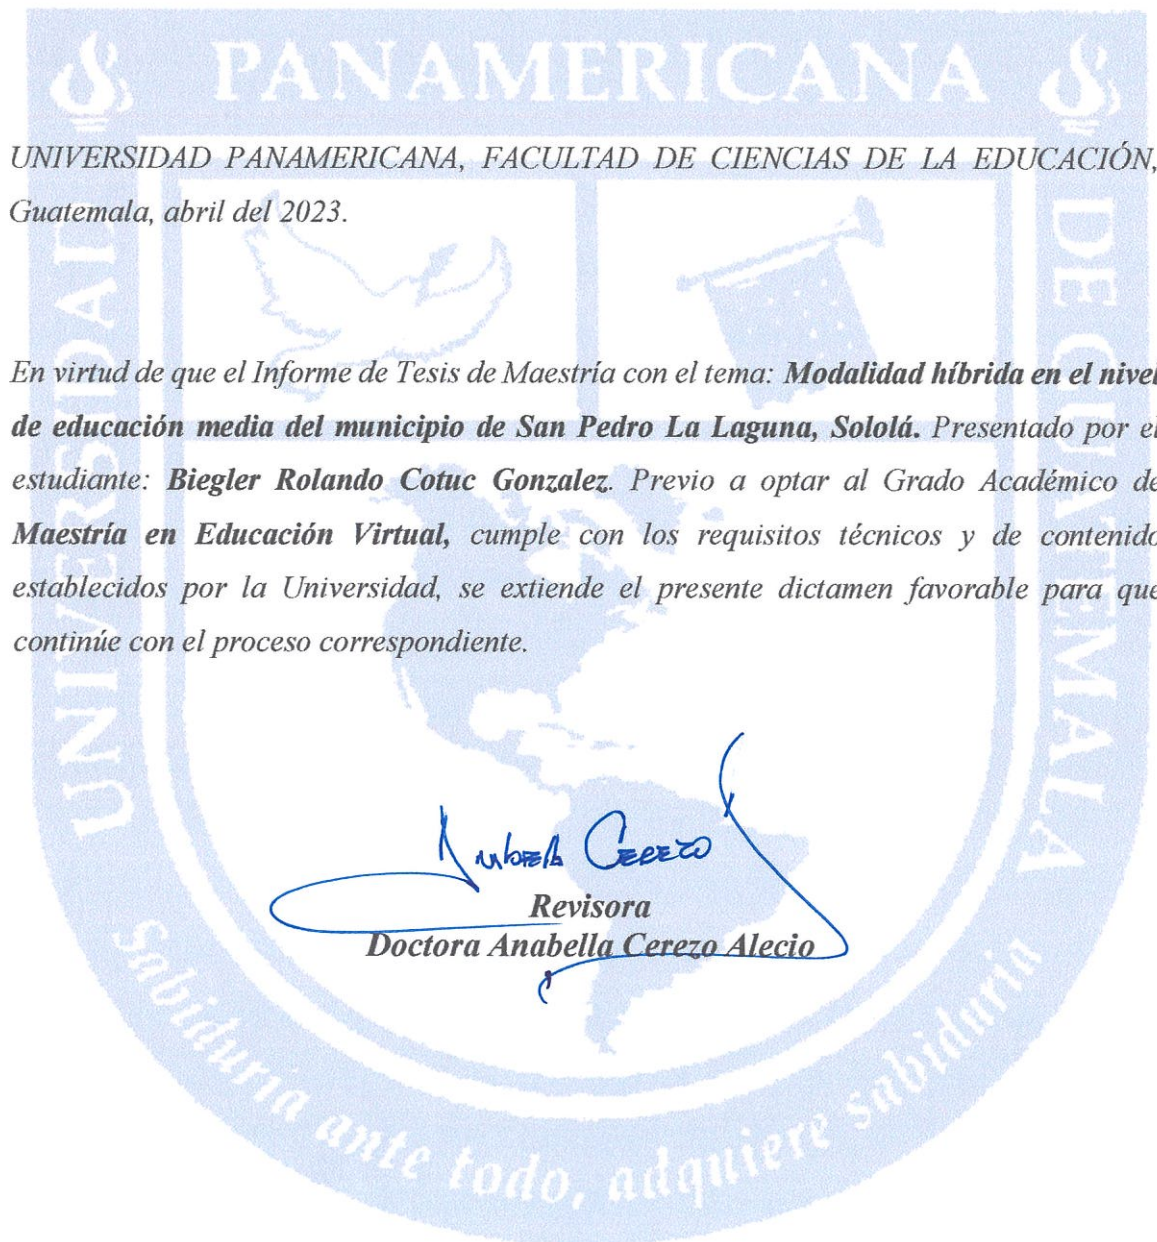 PANAMERICANA
UNIVERSIDAD
DE GUATEMALA
UNIVERSIDAD PANAMERICANA, FACULTAD DE CIENCIAS DE LA EDUCACIÓN,
Guatemala, abril del 2023.
En virtud de que el Informe de Tesis de Maestría con el tema: Modalidad híbrida en el nivel
de educación media del municipio de San Pedro La Laguna, Sololá. Presentado por el
estudiante: Biegler Rolando Cotuc Gonzalez. Previo a optar al Grado Académico de
Maestría en Educación Virtual, cumple con los requisitos técnicos y de contenido
establecidos por la Universidad, se extiende el presente dictamen favorable para que
continúe con el proceso correspondiente.
Anabella Cerezo
Revisora
Doctora Anabella Cerezo Alecio
Sabiduría ante todo, adquiere sabiduría